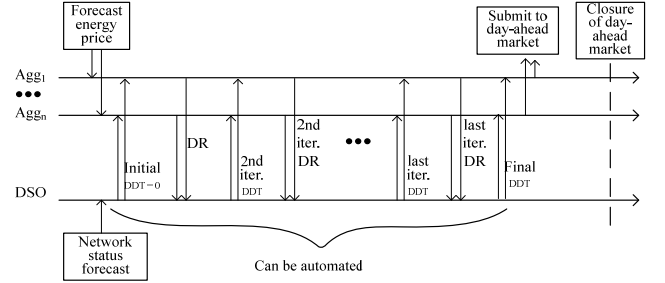 Forecast
energy
price
Submit to
day-ahead
market
Closure
of day-
ahead
market
Agg1
Aggn
DSO
Initial
DDT=0
DR
2nd
iter.
DDT
2nd
iter.
DR
last
iter.
DDT
last
iter.
DR
Final
DDT
Network
status
forecast
Can be automated